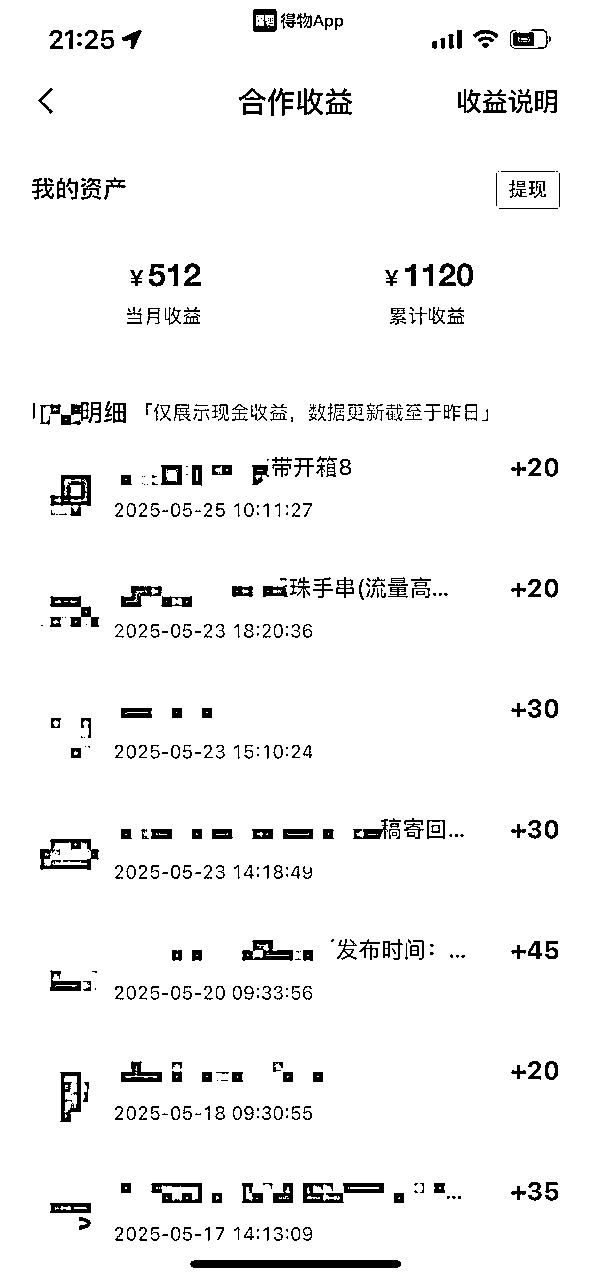 得物App
21:25
合作收益
收益说明
我的资产
提现
¥512
¥1120
当月收益
累计收益
明细「仅展示现金收益，数据更新截至于昨日」
带开箱8
+20
2025-05-25 10:11:27
珠手串(流量高...
+20
2025-05-23 18:20:36
+30
2025-05-23 15:10:24
稿寄回...
+30
2025-05-23 14:18:49
发布时间：...
+45
2025-05-20 09:33:56
+20
2025-05-18 09:30:55
...
+35
2025-05-17 14:13:09